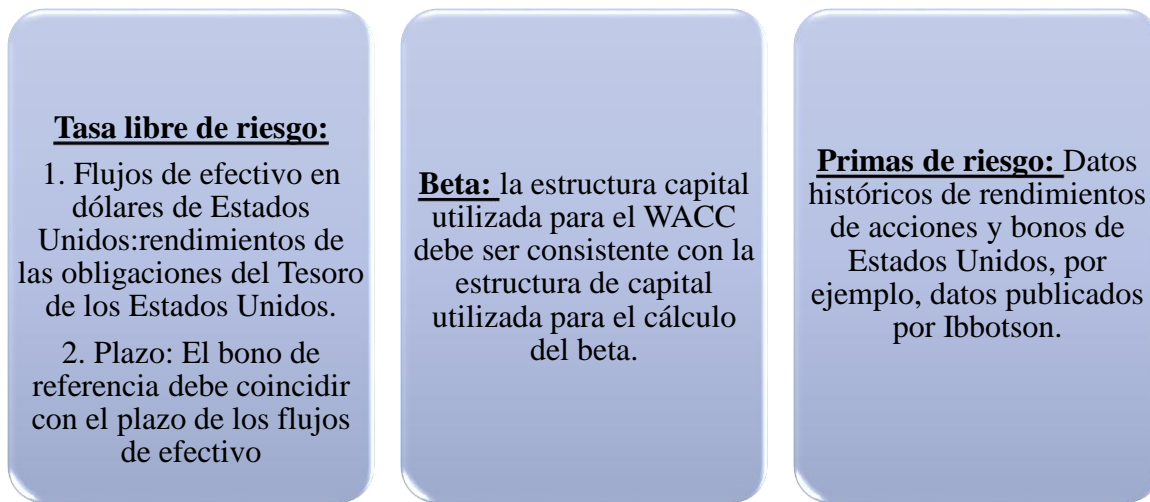 Tasa libre de riesgo:
1. Flujos de efectivo en
dólares de Estados
Unidos:rendimientos de
las obligaciones del Tesoro
de los Estados Unidos.
2. Plazo: El bono de
referencia debe coincidir
con el plazo de los flujos
de efectivo
Beta: la estructura capital
utilizada para el WACC
debe ser consistente con la
estructura de capital
utilizada para el cálculo
del beta.
Primas de riesgo: Datos
históricos de rendimientos
de acciones y bonos de
Estados Unidos, por
ejemplo, datos publicados
por Ibbotson.